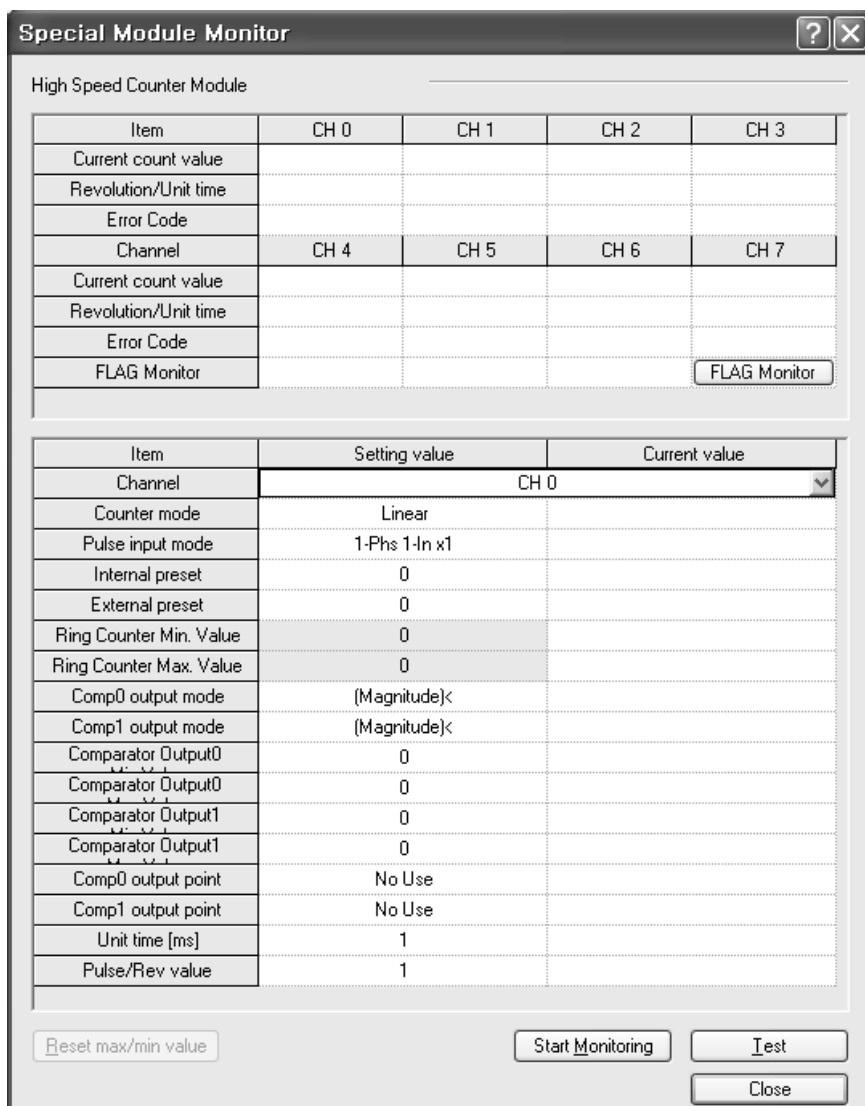 Special Module Monitor
High Speed Counter Module
Item CH 0 CH 1 CH 2 CH 3
Current count value
Revolution/Unit time
Error Code
Channel CH 4 CH 5 CH 6 CH 7
Current count value
Revolution/Unit time
Error Code
FLAG Monitor FLAG Monitor
Item Setting value Current value
Channel CH 0
Counter mode Linear
Pulse input mode 1-Phs 1-In x1
Internal preset 0
External preset 0
Ring Counter Min. Value 0
Ring Counter Max. Value 0
Comp0 output mode (Magnitude)<
Comp1 output mode (Magnitude)<
Comparator Output0 0
Comparator Output0 0
Comparator Output1 0
Comparator Output1 0
Comp0 output point No Use
Comp1 output point No Use
Unit time [ms] 1
Pulse/Rev value 1
Reset max/min value Start Monitoring Test
Close